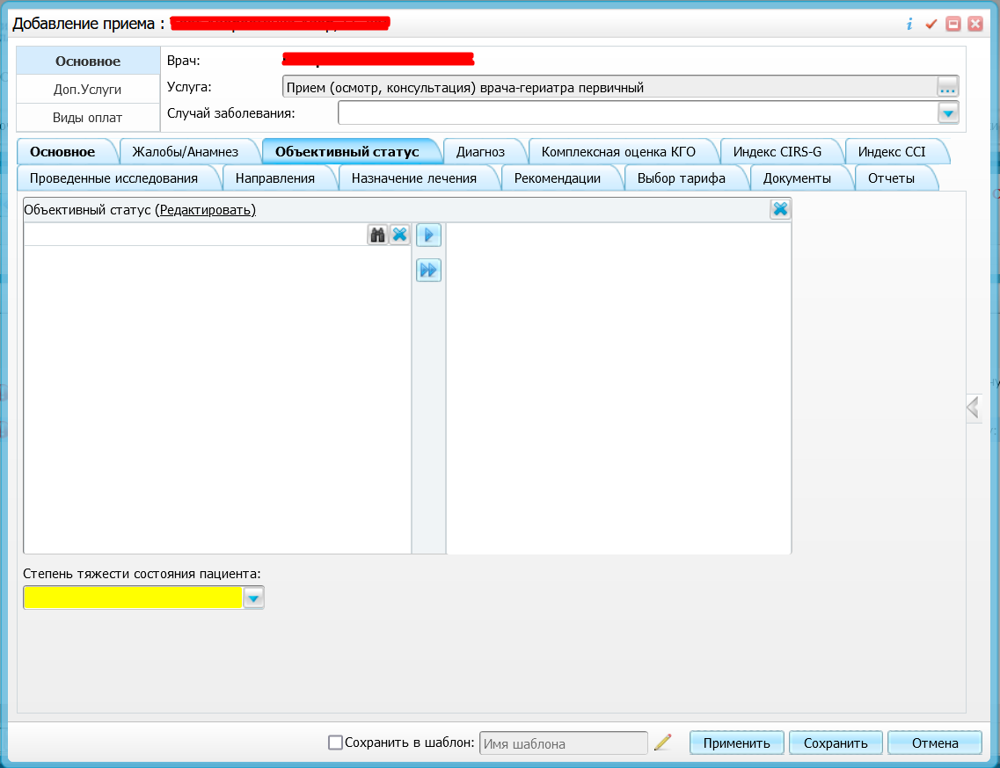 Добавление приема :
Основное
Доп.Услуги
Виды оплат
Врач:
Услуга: Прием (осмотр, консультация) врача-гериатра первичный ...
Случай заболевания:
Основное Жалобы/Анамнез Объективный статус Диагноз Комплексная оценка КГО Индекс CIRS-G Индекс CCI
Проведенные исследования Направления Назначение лечения Рекомендации Выбор тарифа Документы Отчеты
Объективный статус (Редактировать)
Степень тяжести состояния пациента:
Сохранить в шаблон: Имя шаблона Применить Сохранить Отмена